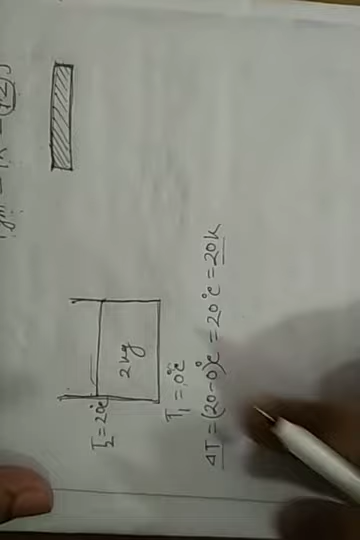 2 kg
T₂ = 20°C
T₁ = 0°C
ΔT = (20-0)°C = 20°C = 20K